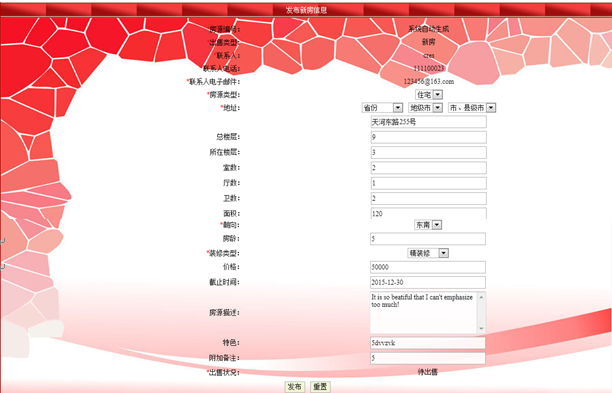 发布新房信息
房源编号： 系统自动生成
出售类型： 新房
联系人： cres
联系人电话： 111100023
*联系人电子邮件： 123456@163.com
*房源类型： 住宅
*地址： 省份 地级市 市、县级市
天河东路255号
总楼层： 9
所在楼层： 3
室数： 2
厅数： 1
卫数： 2
面积： 120
*朝向： 东南
房龄： 5
*装修类型： 精装修
价格： 50000
截止时间： 2015-12-30
房源描述： It is so beatiful that I can't emphasize
too much!
特色： 5dvvzvk
附加备注： 5
*出售状况： 待出售
发布 重置